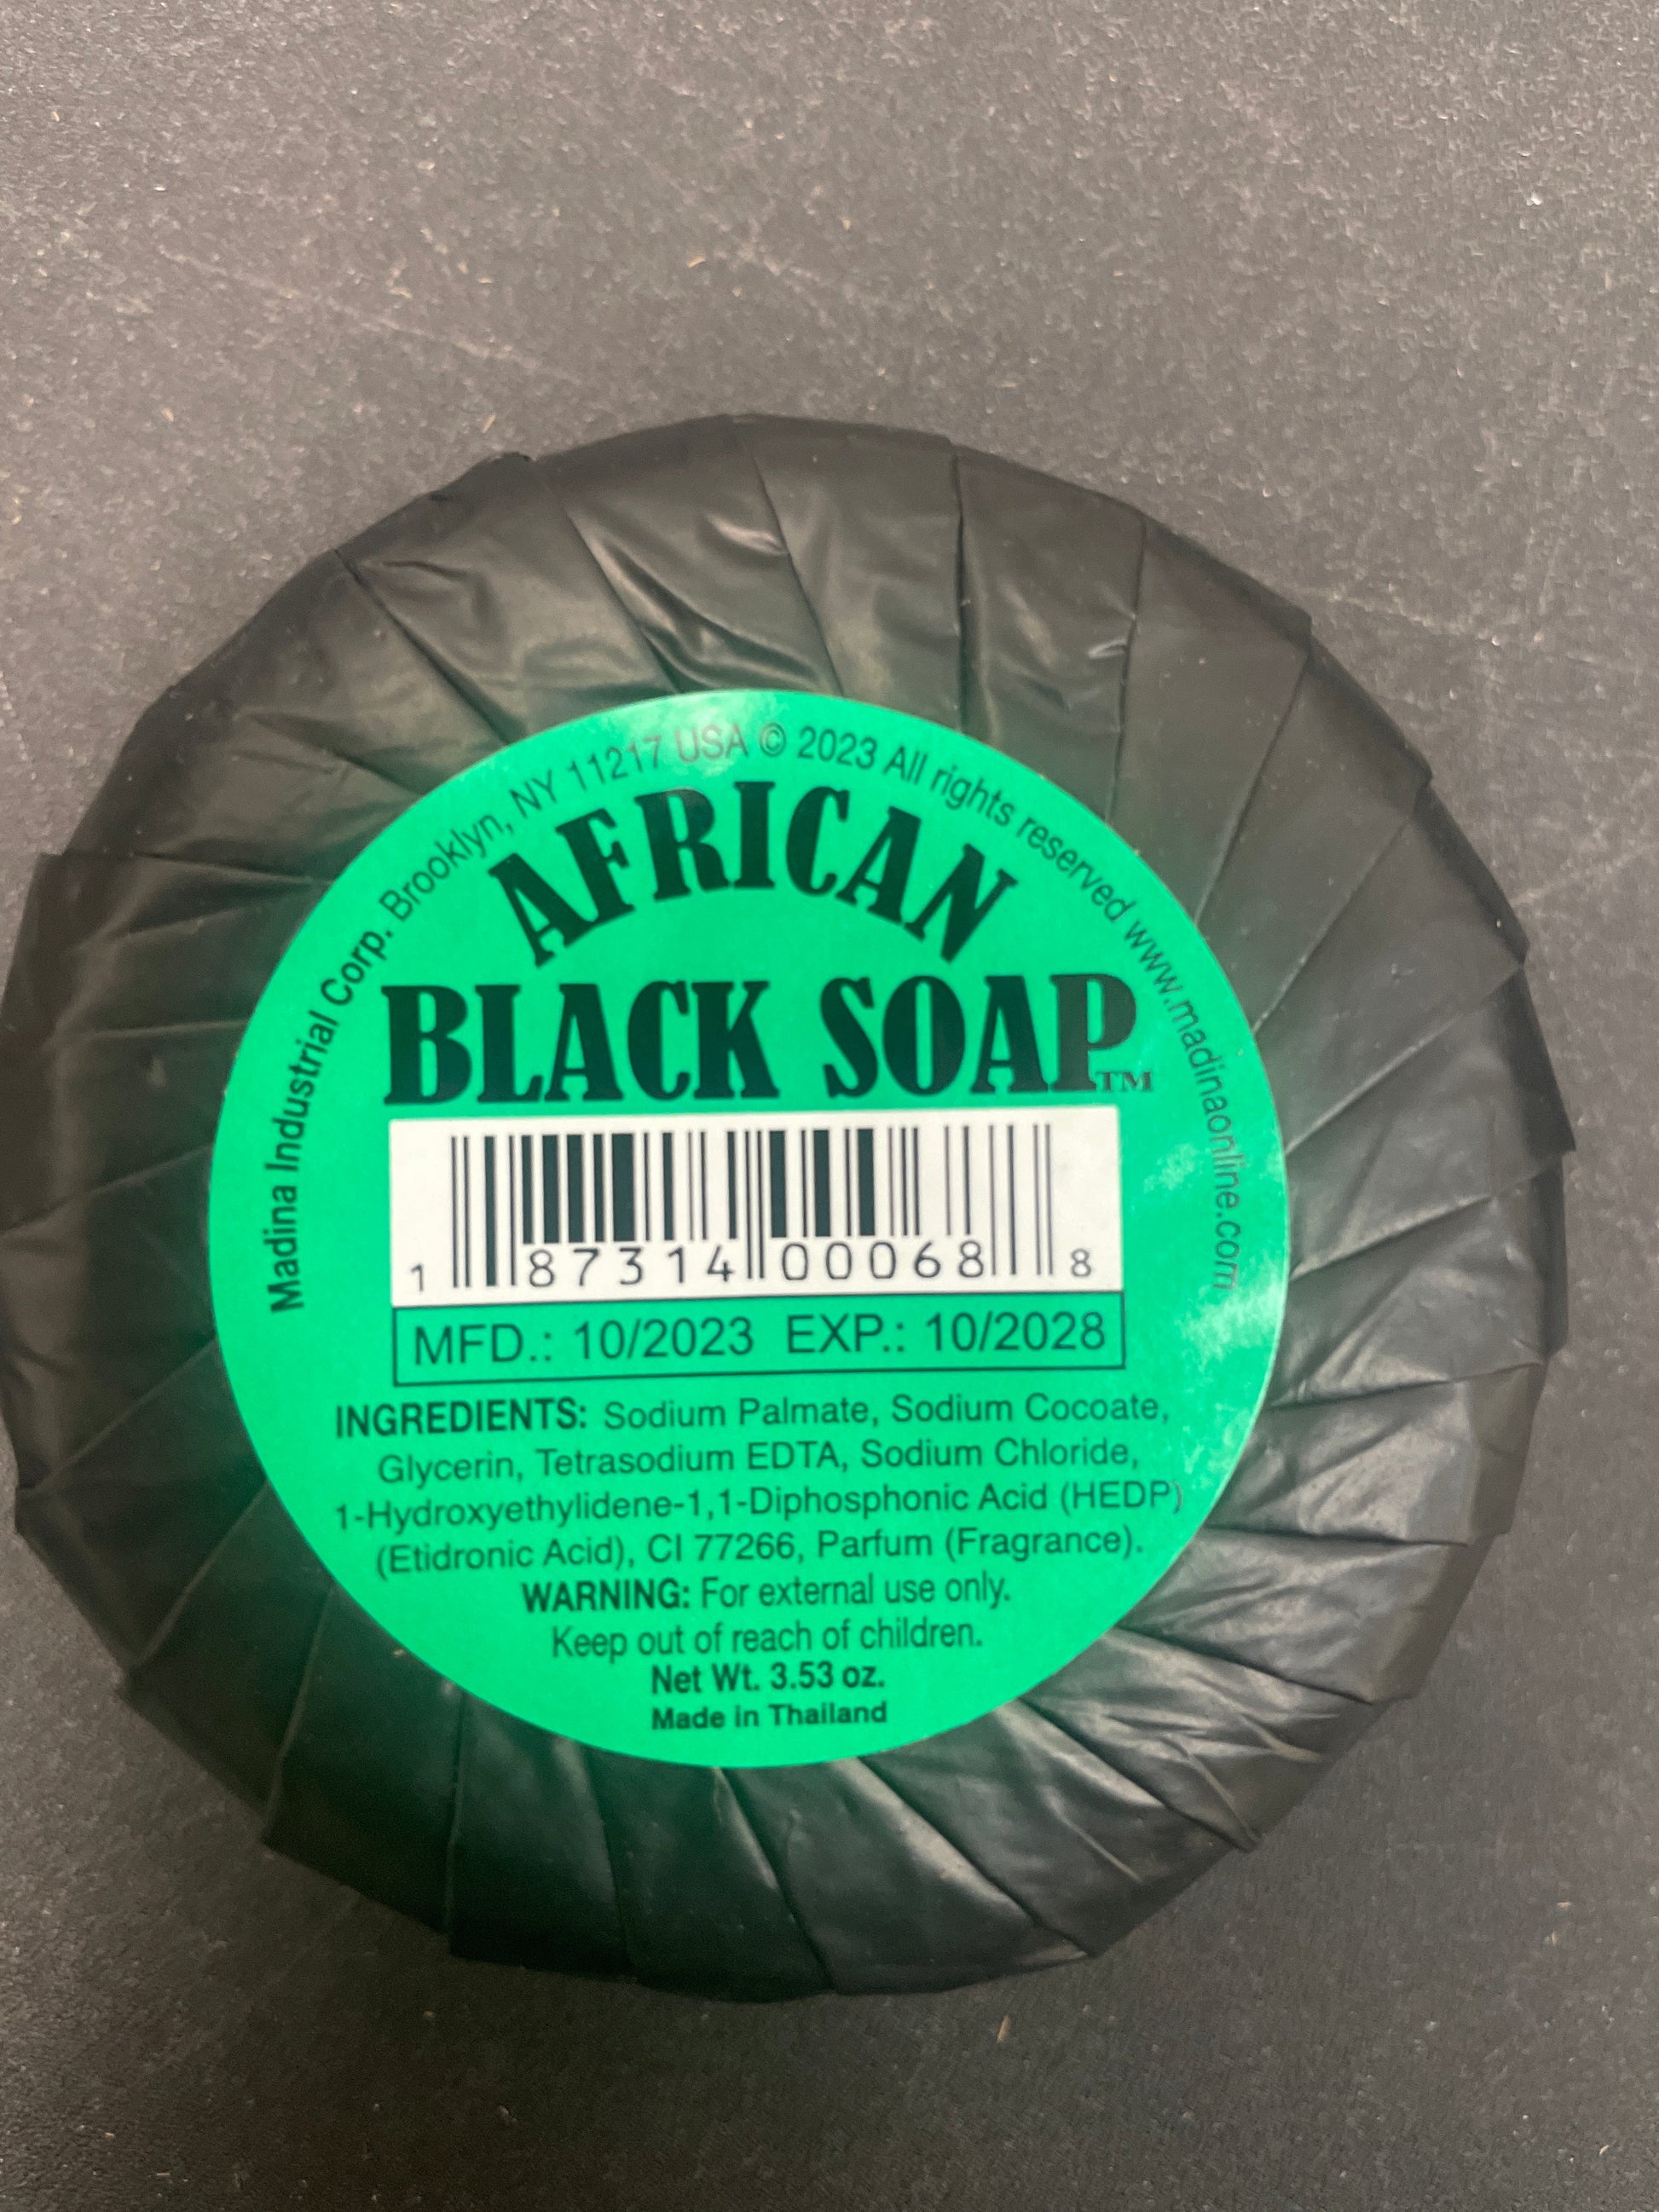 Madina Industrial Corp. Brooklyn, NY 11217 USA © 2023 All rights reserved www.madinaonline.com
AFRICAN
BLACK SOAP™
1 87314 00068 8
MFD.: 10/2023 EXP.: 10/2028
INGREDIENTS: Sodium Palmate, Sodium Cocoate,
Glycerin, Tetrasodium EDTA, Sodium Chloride,
1-Hydroxyethylidene-1,1-Diphosphonic Acid (HEDP)
(Etidronic Acid), CI 77266, Parfum (Fragrance).
WARNING: For external use only.
Keep out of reach of children.
Net Wt. 3.53 oz.
Made in Thailand